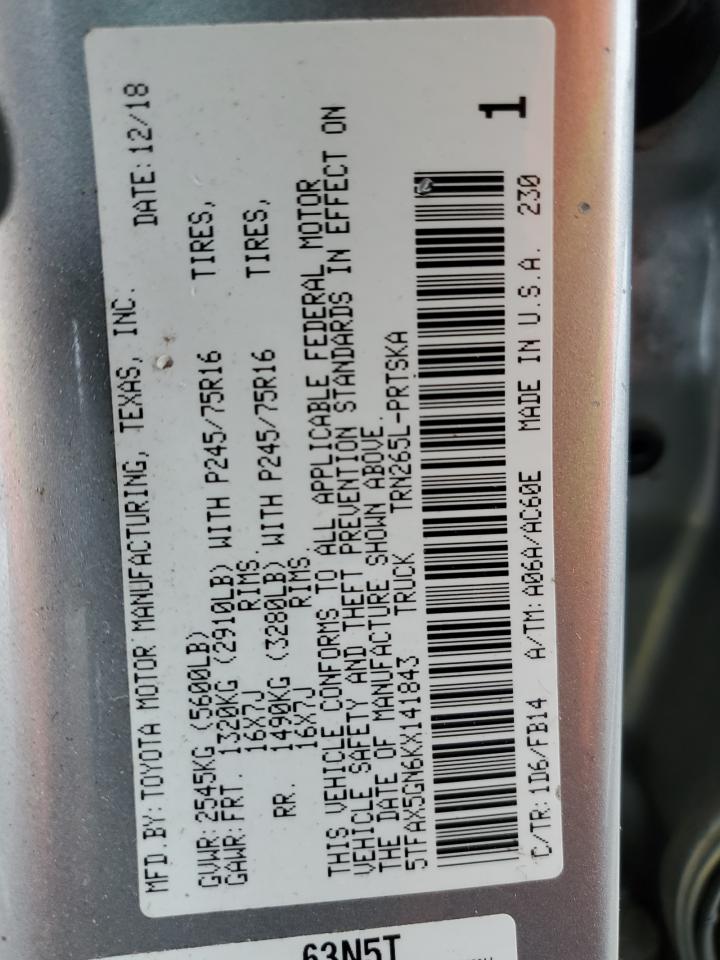 MFD.BY: TOYOTA MOTOR MANUFACTURING, TEXAS, INC. DATE: 12/18
GVWR: 2545KG (5600LB)
GAWR: FRT. 1320KG (2910LB) WITH P245/75R16 TIRES,
16X7J RIMS.
RR. 1490KG (3280LB) WITH P245/75R16 TIRES,
16X7J RIMS.
THIS VEHICLE CONFORMS TO ALL APPLICABLE FEDERAL MOTOR
VEHICLE SAFETY AND THEFT PREVENTION STANDARDS IN EFFECT ON
THE DATE OF MANUFACTURE SHOWN ABOVE.
5TFAX5GN6KX141843 TRUCK TRN265L-PRTSKA
1
C/TR: 1D6/FB14 A/TM: A06A/AC60E MADE IN U.S.A. 230
63N5T